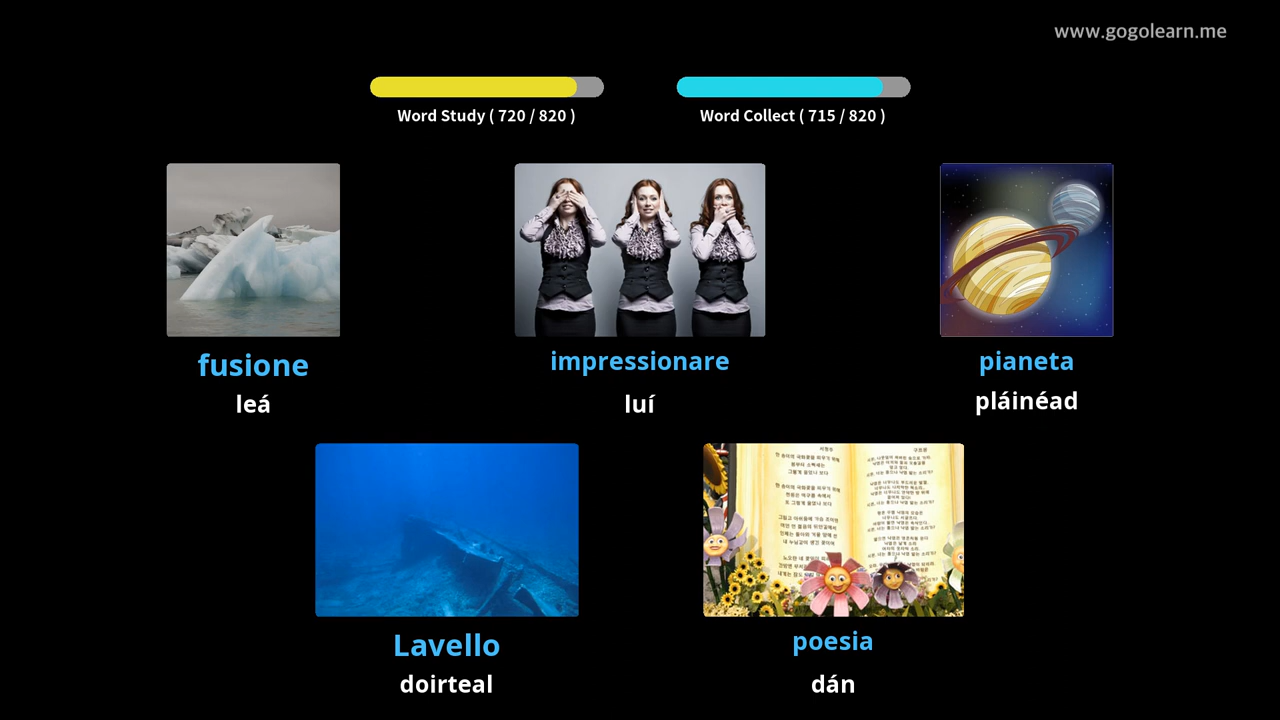 www.gogolearn.me
Word Study ( 720 / 820 )
Word Collect ( 715 / 820 )
fusione
leá
impressionare
luí
pianeta
pláinéad
Lavello
doirteal
poesia
dán